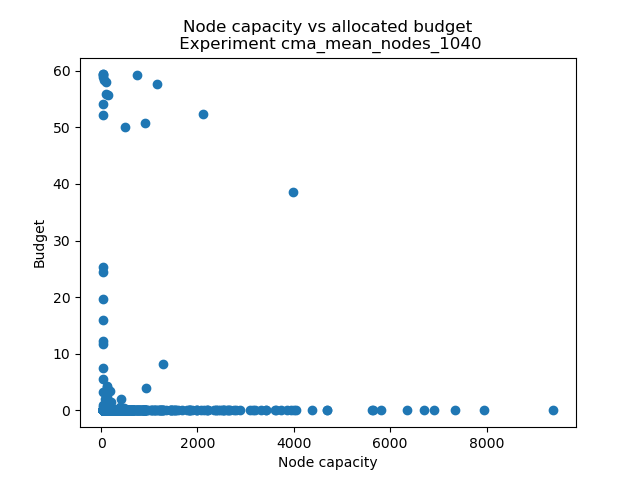 Node capacity vs allocated budget
Experiment cma_mean_nodes_1040
60
50
40
30
20
10
0
Budget
0 2000 4000 6000 8000
Node capacity